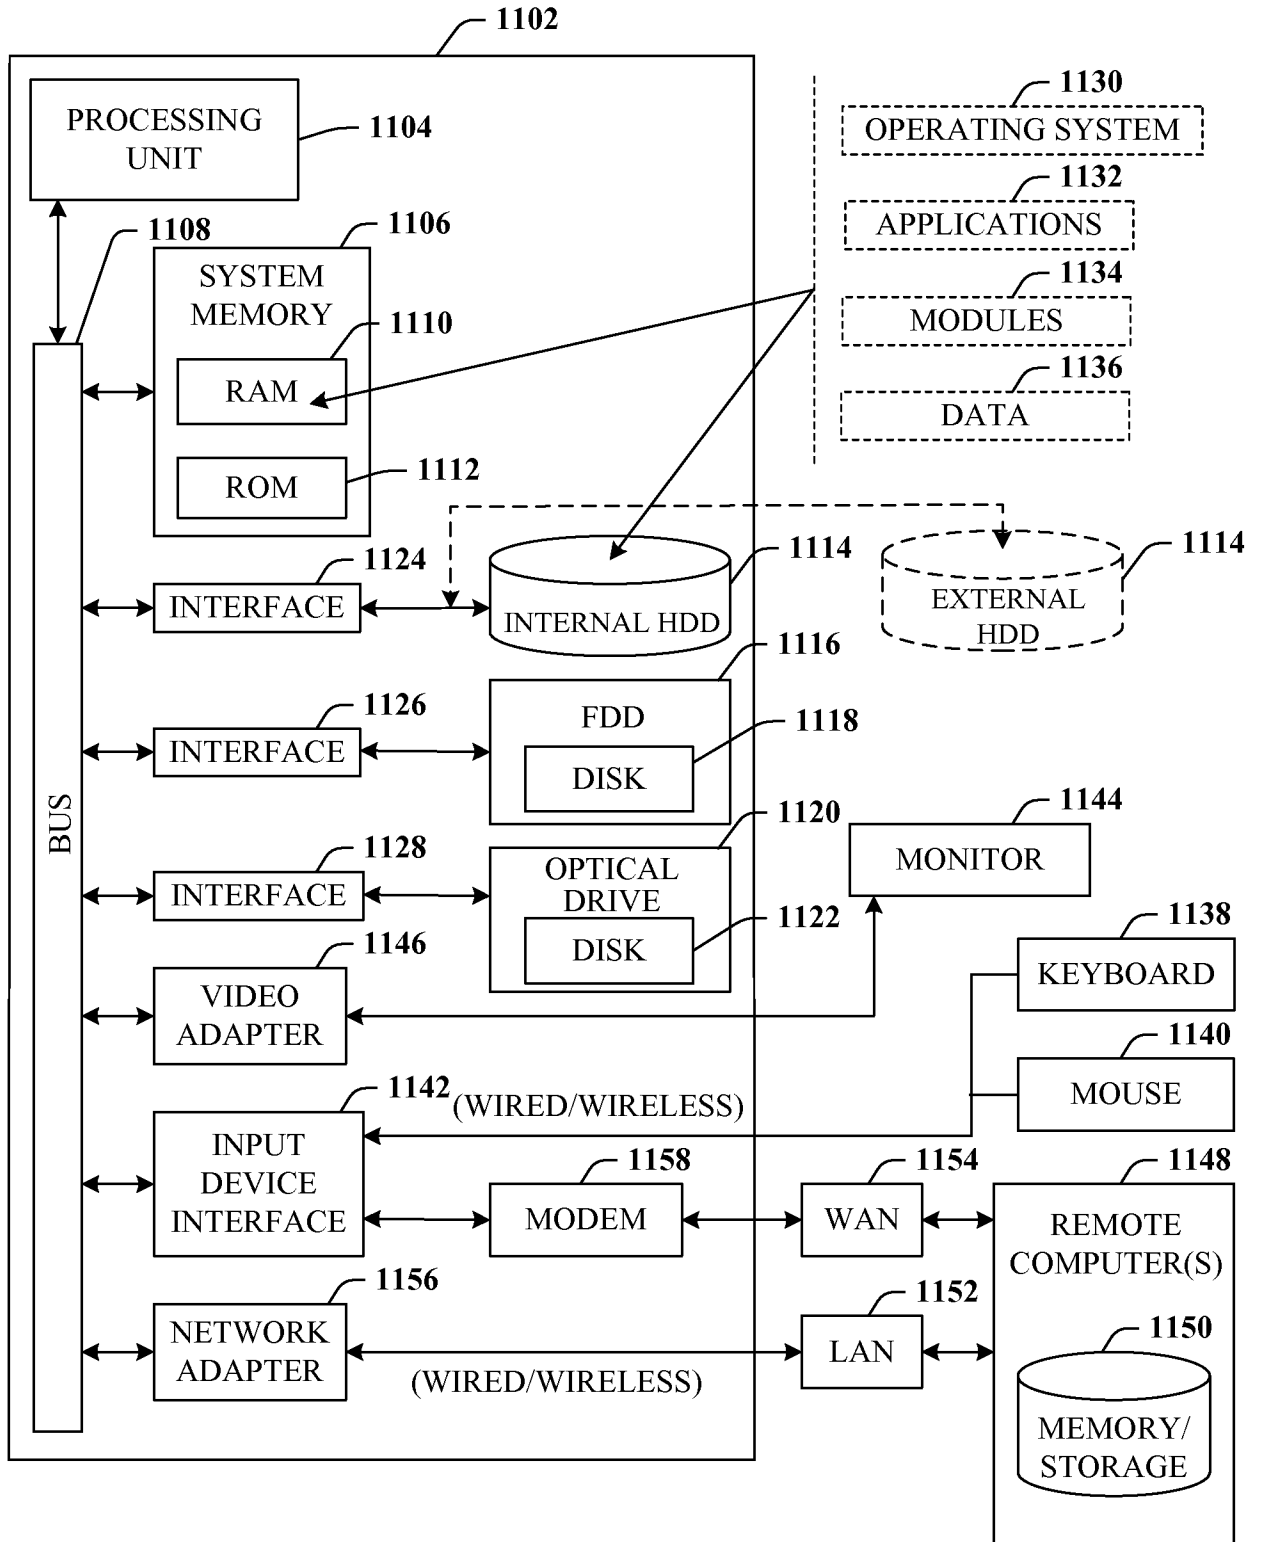 1102
PROCESSING
UNIT
1104
1130
OPERATING SYSTEM
1132
APPLICATIONS
1134
MODULES
1136
DATA
1108
1106
SYSTEM
MEMORY
1110
RAM
1112
ROM
1124
INTERFACE
1114
INTERNAL HDD
1114
EXTERNAL
HDD
1116
FDD
1126
INTERFACE
1118
DISK
BUS
1120
OPTICAL
DRIVE
1128
INTERFACE
1122
DISK
1144
MONITOR
1146
VIDEO
ADAPTER
1138
KEYBOARD
1140
MOUSE
1142
(WIRED/WIRELESS)
INPUT
DEVICE
INTERFACE
1158
MODEM
1154
WAN
1148
REMOTE
COMPUTER(S)
1156
NETWORK
ADAPTER
(WIRED/WIRELESS)
1152
LAN
1150
MEMORY/
STORAGE